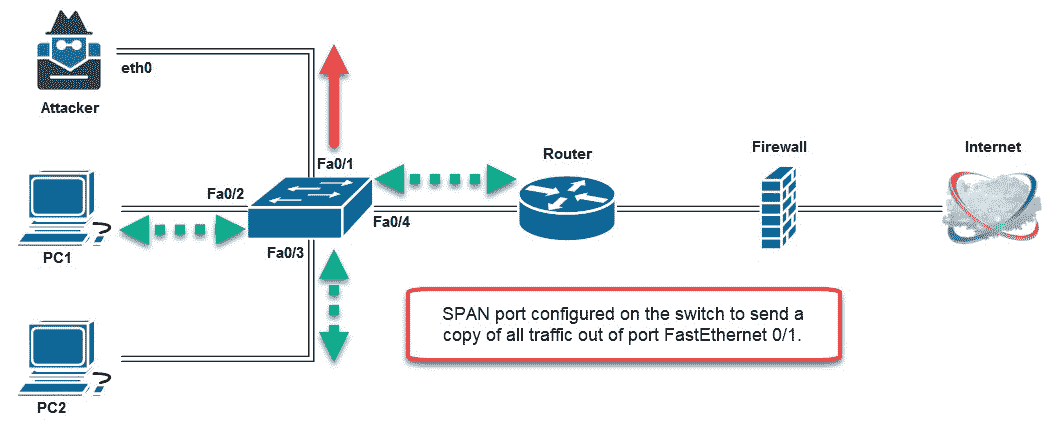 eth0
Attacker
Fa0/1
Router
Firewall
Internet
Fa0/2
Fa0/4
PC1
Fa0/3
SPAN port configured on the switch to send a
copy of all traffic out of port FastEthernet 0/1.
PC2